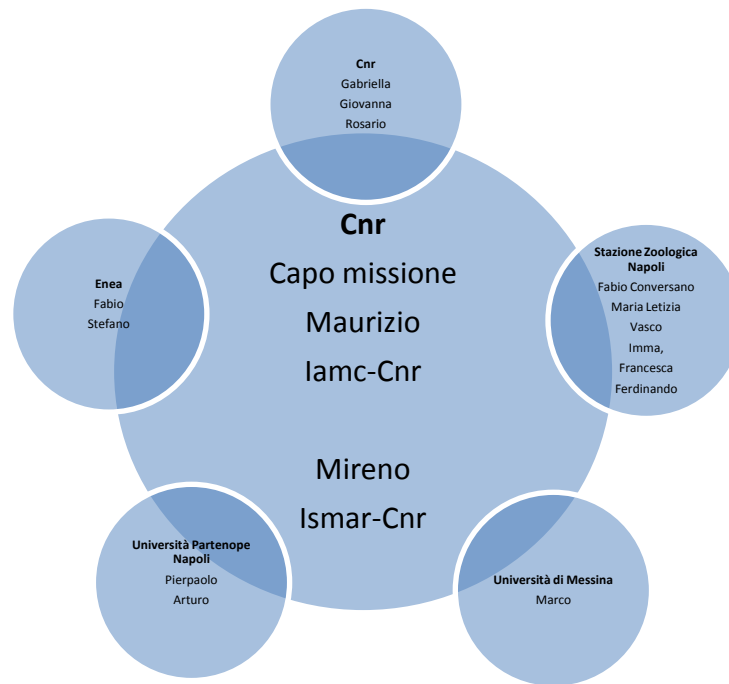 Cnr
Gabriella
Giovanna
Rosario
Cnr
Capo missione
Maurizio
Iamc-Cnr
Mireno
Ismar-Cnr
Stazione Zoologica
Napoli
Fabio Conversano
Maria Letizia
Vasco
Imma,
Francesca
Ferdinando
Università di Messina
Marco
Università Partenope
Napoli
Pierpaolo
Arturo
Enea
Fabio
Stefano